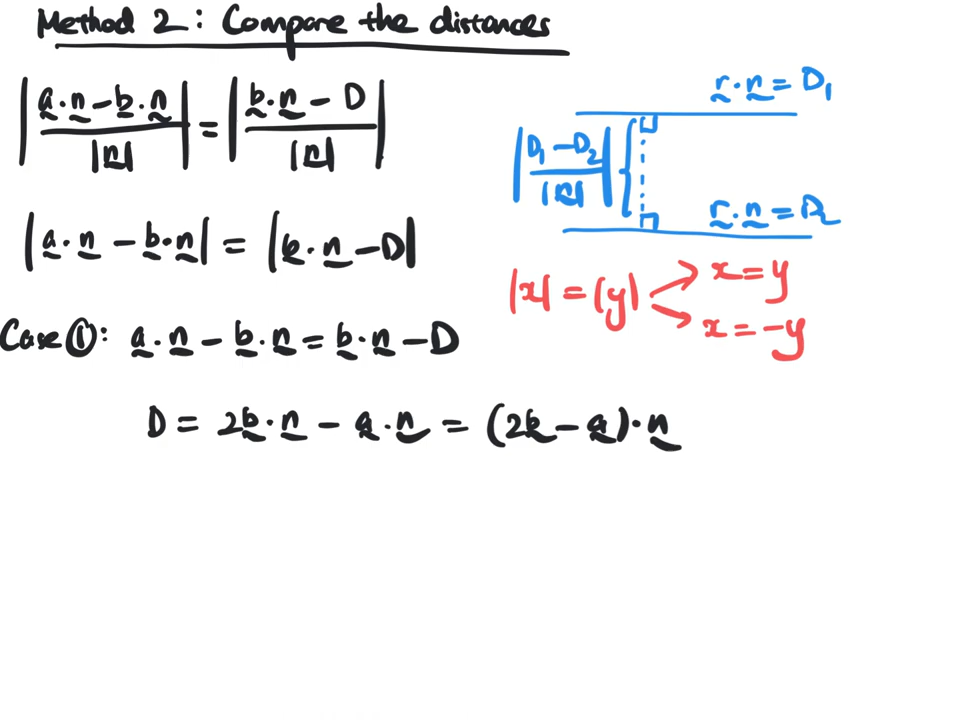 Method 2: Compare the distances
|(a·n − b·n)/|n|| = |(b·n − D)/|n||
r·n = D₁
|(D₁ − D₂)/|n||
r·n = D₂
|a·n − b·n| = |b·n − D|
|x| = |y|
x = y
x = −y
Case ①: a·n − b·n = b·n − D
D = 2b·n − a·n = (2b − a)·n